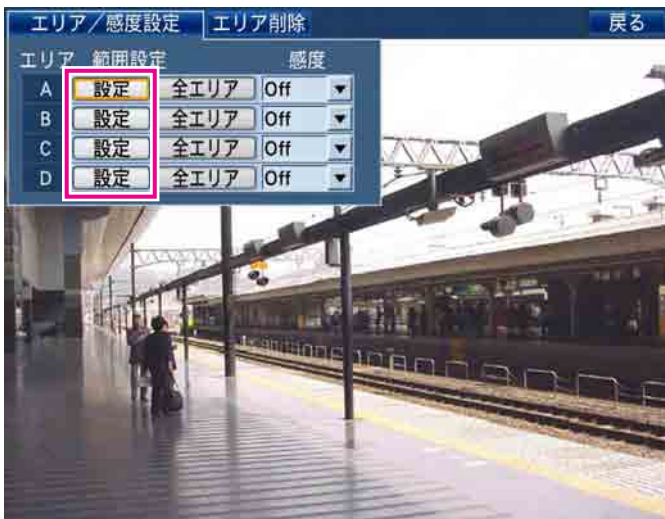 エリア／感度設定 エリア削除 戻る
エリア 範囲設定 感度
A 設定 全エリア Off
B 設定 全エリア Off
C 設定 全エリア Off
D 設定 全エリア Off